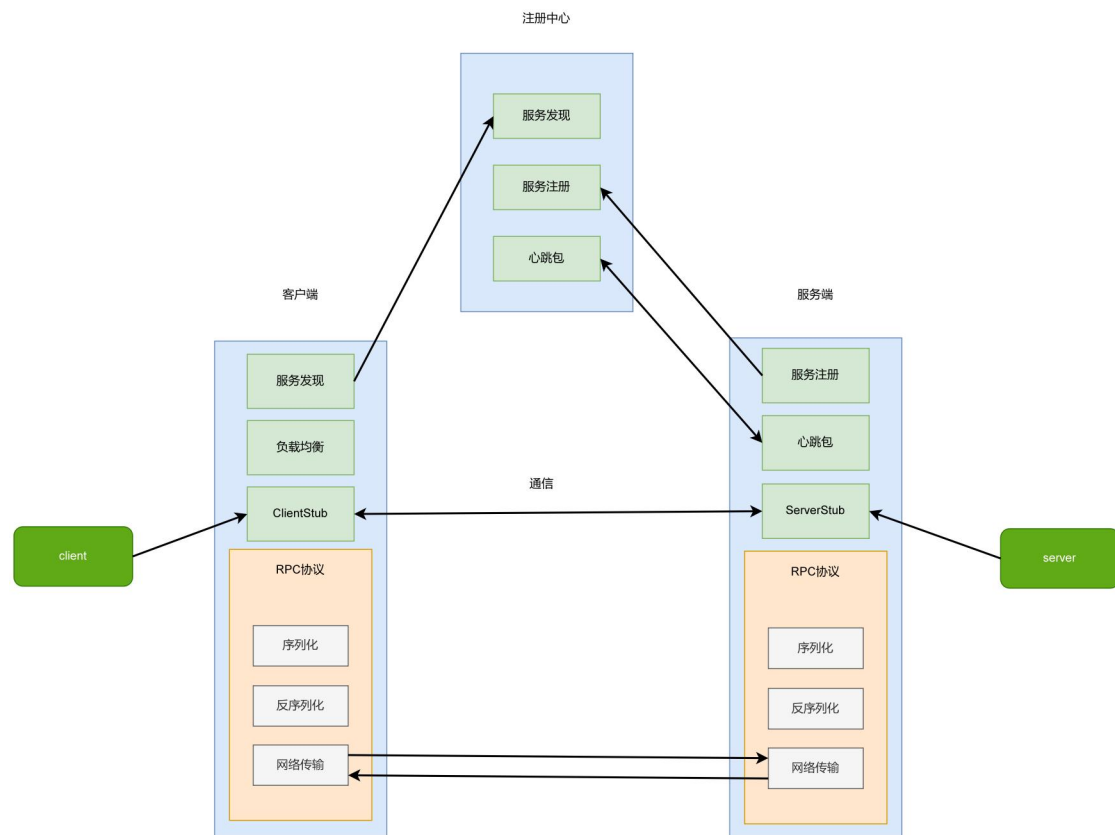 注册中心
服务发现
服务注册
心跳包
客户端
服务发现
负载均衡
ClientStub
client
RPC协议
序列化
反序列化
网络传输
通信
服务端
服务注册
心跳包
ServerStub
server
RPC协议
序列化
反序列化
网络传输